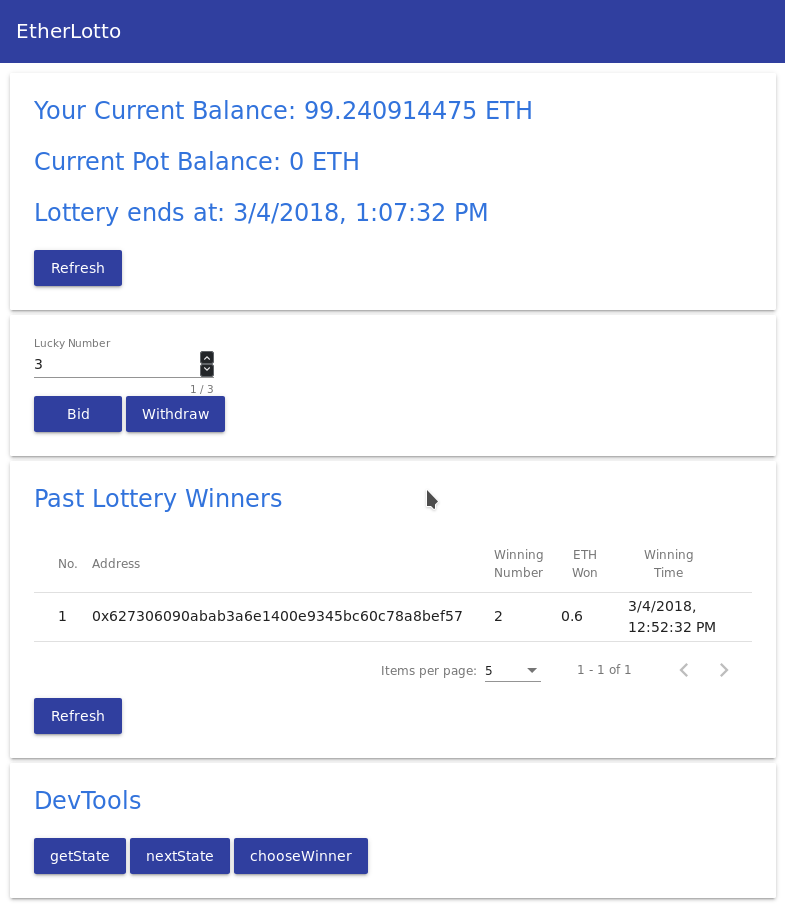 EtherLotto
Your Current Balance: 99.240914475 ETH
Current Pot Balance: 0 ETH
Lottery ends at: 3/4/2018, 1:07:32 PM
Refresh
Lucky Number
3
1 / 3
Bid Withdraw
Past Lottery Winners
No. Address Winning Number ETH Won Winning Time
1 0x627306090abab3a6e1400e9345bc60c78a8bef57 2 0.6 3/4/2018, 12:52:32 PM
Items per page: 5 1 - 1 of 1
Refresh
DevTools
getState nextState chooseWinner